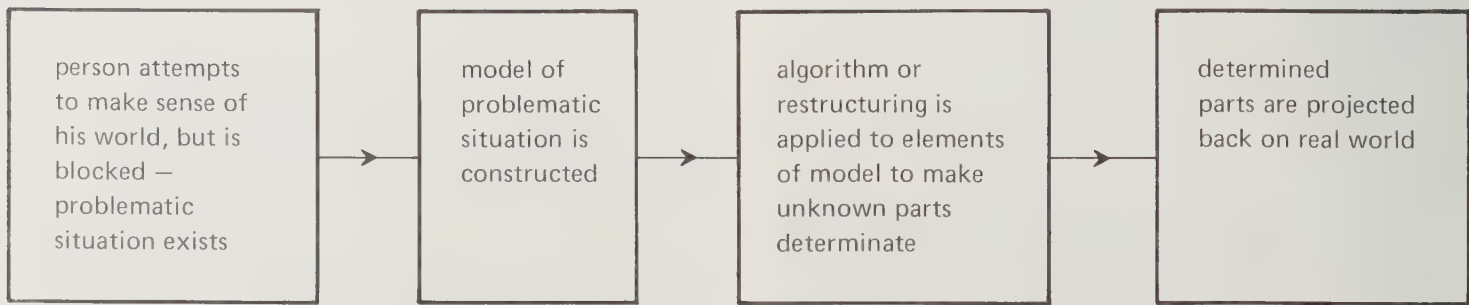 person attempts
to make sense of
his world, but is
blocked —
problematic
situation exists
model of
problematic
situation is
constructed
algorithm or
restructuring is
applied to elements
of model to make
unknown parts
determinate
determined
parts are projected
back on real world